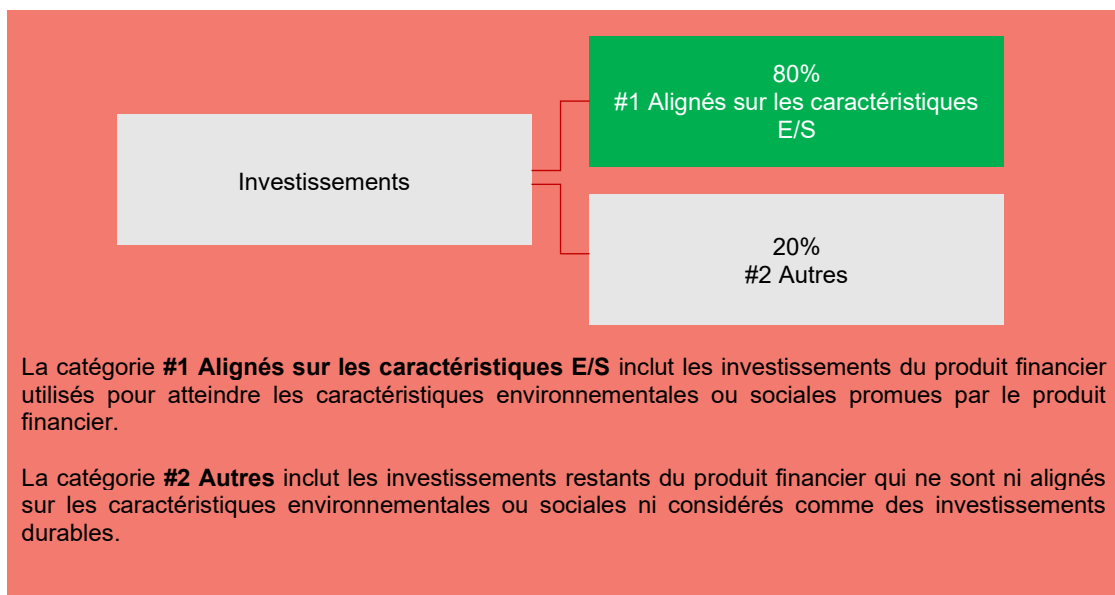 80%
#1 Alignés sur les caractéristiques
E/S
Investissements
20%
#2 Autres
La catégorie #1 Alignés sur les caractéristiques E/S inclut les investissements du produit financier
utilisés pour atteindre les caractéristiques environnementales ou sociales promues par le produit
financier.
La catégorie #2 Autres inclut les investissements restants du produit financier qui ne sont ni alignés
sur les caractéristiques environnementales ou sociales ni considérés comme des investissements
durables.